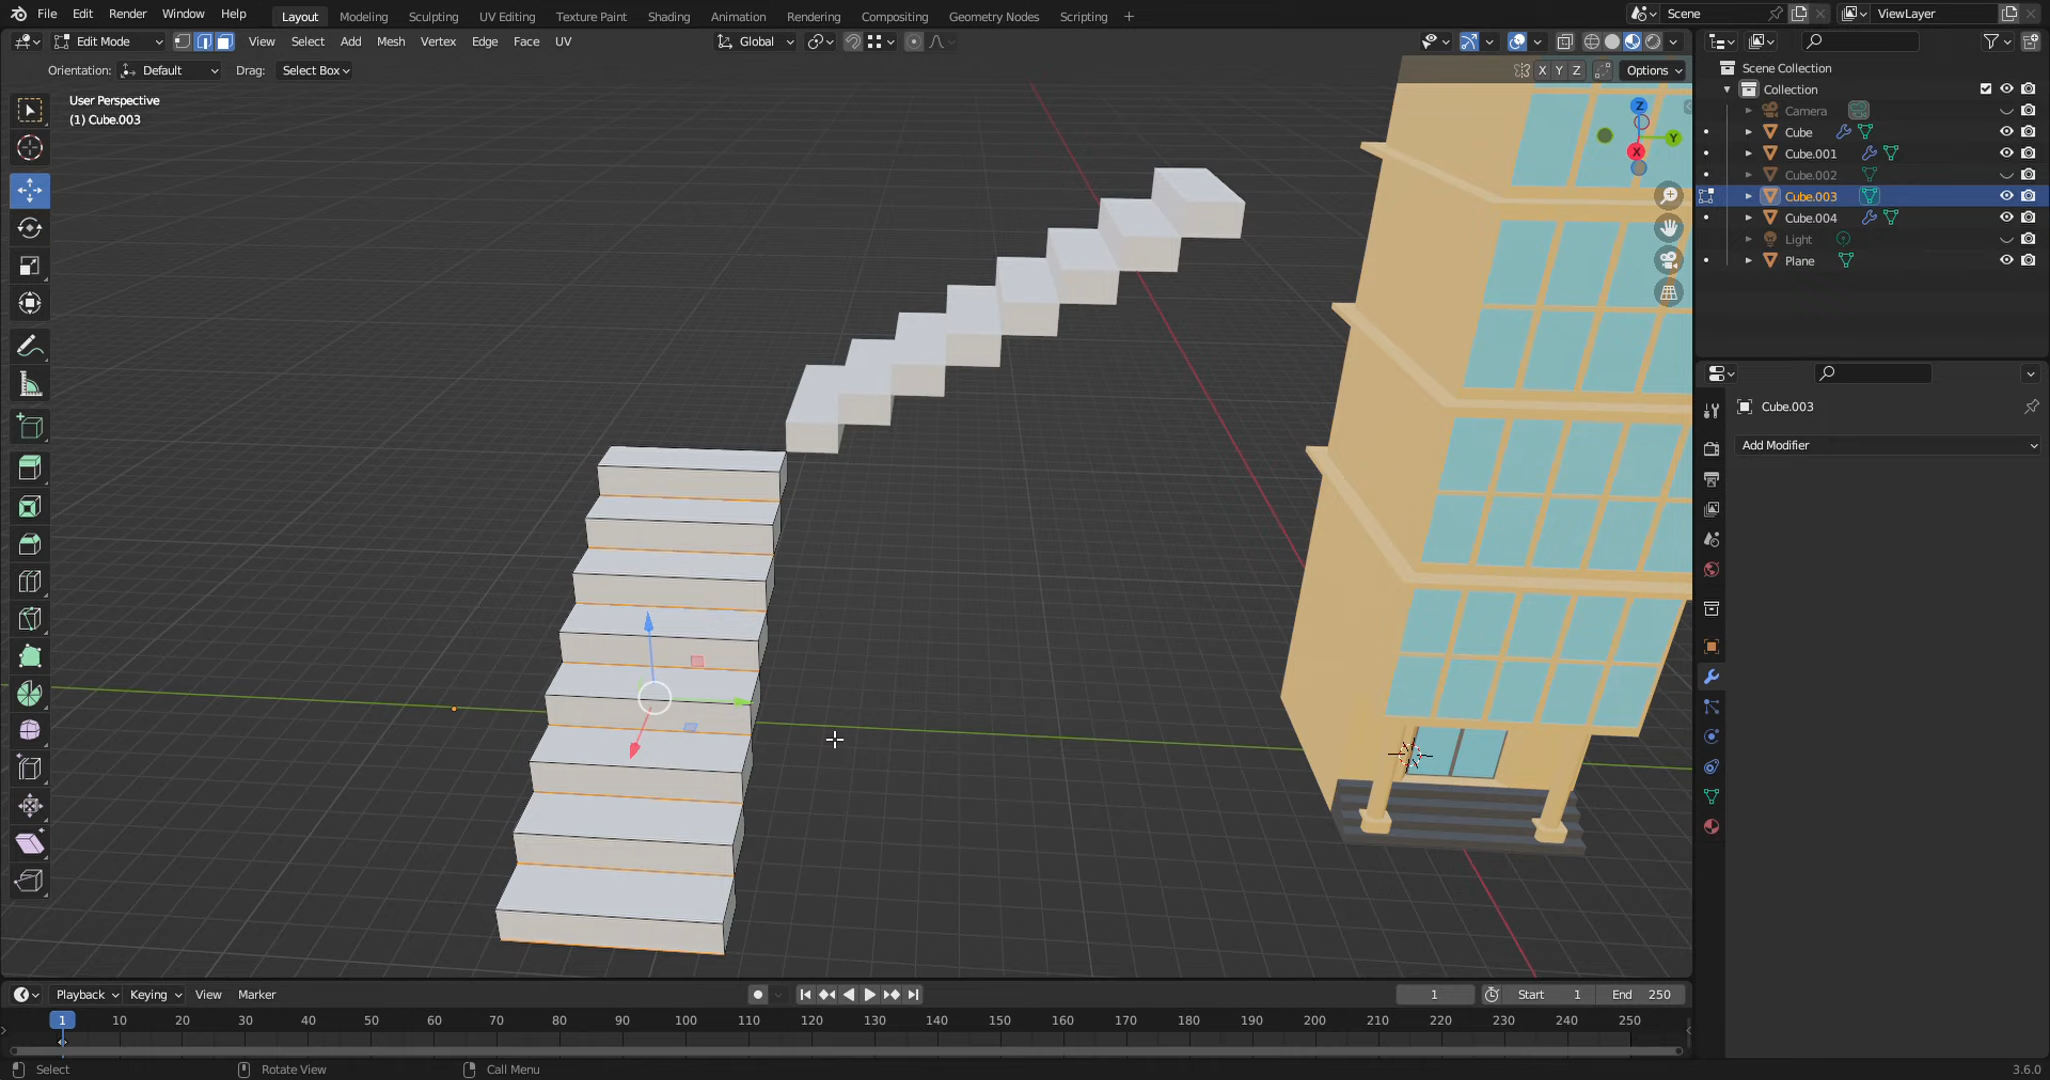 File Edit Render Window Help Layout Modeling Sculpting UV Editing Texture Paint Shading Animation Rendering Compositing Geometry Nodes Scripting + Scene ViewLayer
Edit Mode View Select Add Mesh Vertex Edge Face UV Global
Orientation: Default Drag: Select Box X Y Z Options
User Perspective
(1) Cube.003
Z
Y
X
Scene Collection
Collection
Camera
Cube
Cube.001
Cube.002
Cube.003
Cube.004
Light
Plane
Cube.003
Add Modifier
Playback Keying View Marker 1 Start 1 End 250
1 10 20 30 40 50 60 70 80 90 100 110 120 130 140 150 160 170 180 190 200 210 220 230 240 250
Select Rotate View Call Menu 3.6.0